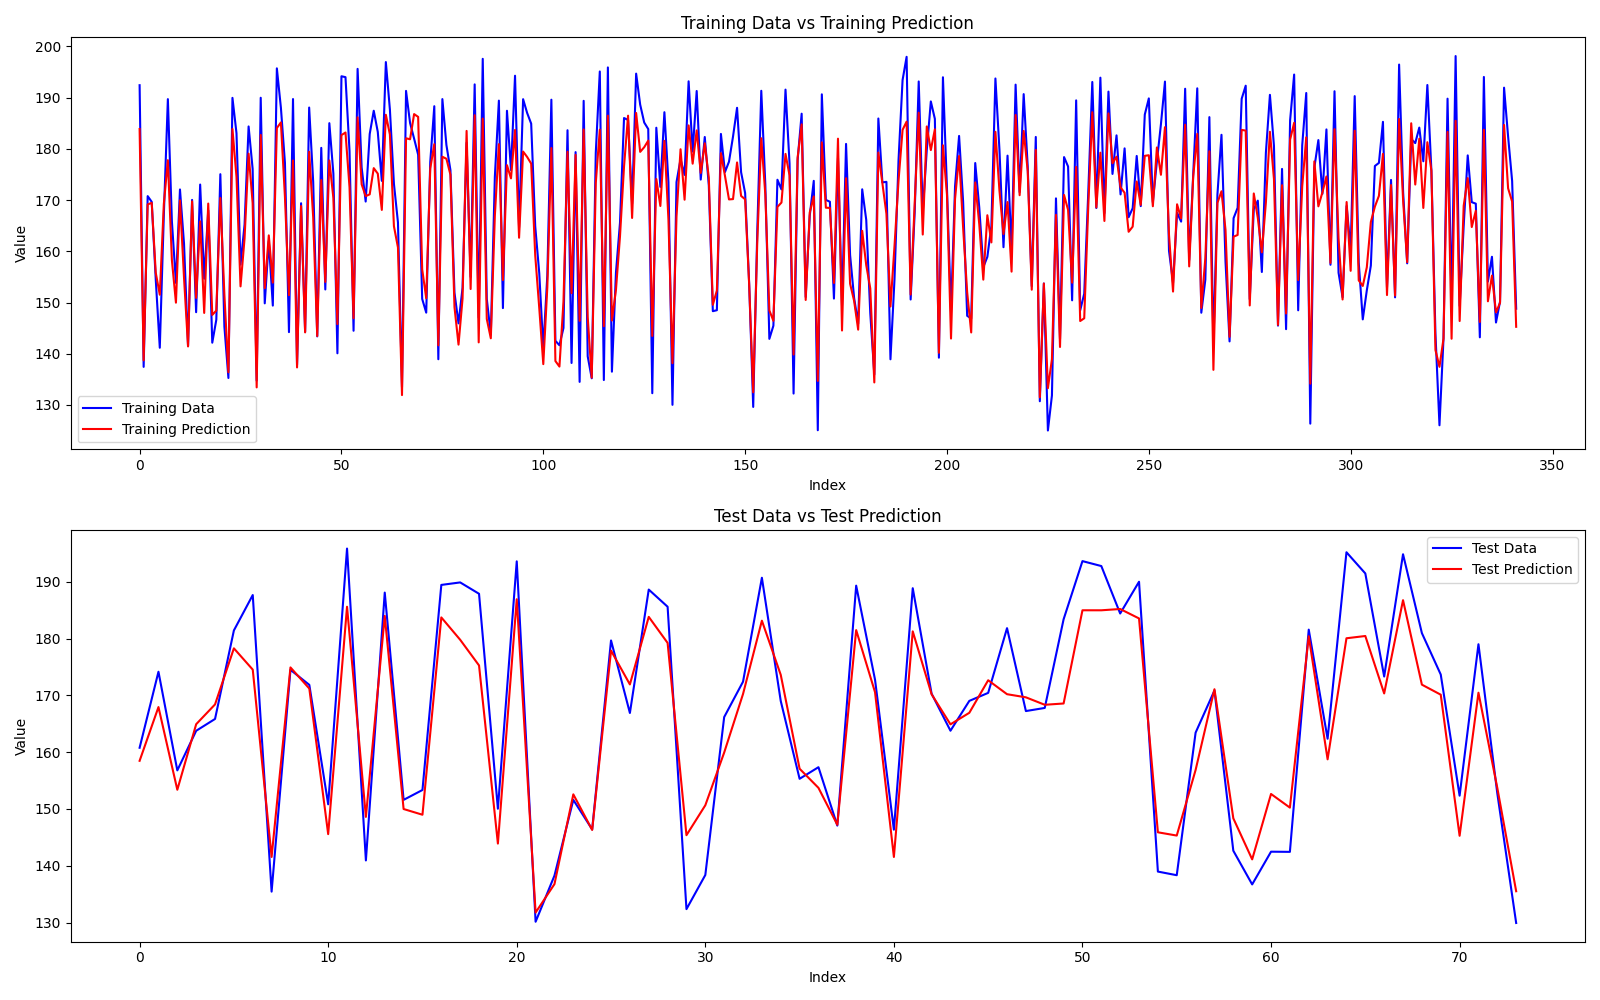 Training Data vs Training Prediction
200
190
180
170
160
150
140
130
Value
Training Data
Training Prediction
0 50 100 150 200 250 300 350
Index
Test Data vs Test Prediction
190
180
170
160
150
140
130
Value
Test Data
Test Prediction
0 10 20 30 40 50 60 70
Index